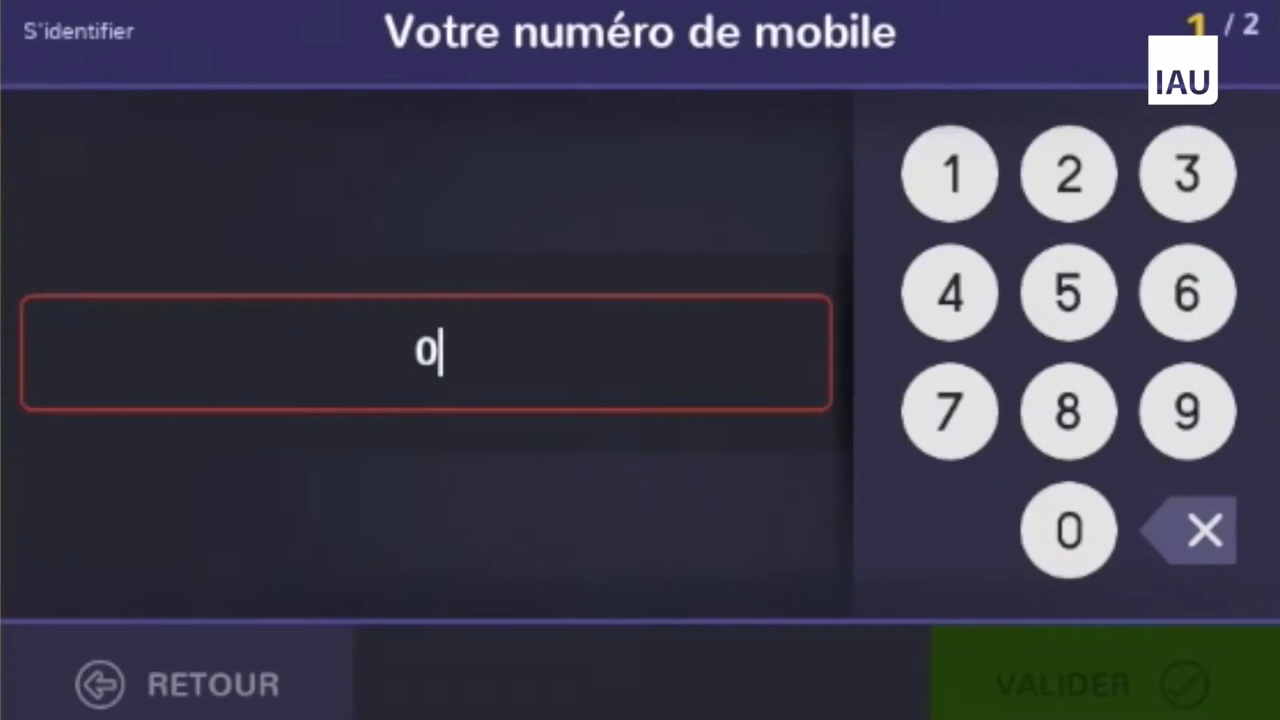 S'identifier
Votre numéro de mobile
1 / 2
IAU
1 2 3
4 5 6
0
7 8 9
0
RETOUR
VALIDER